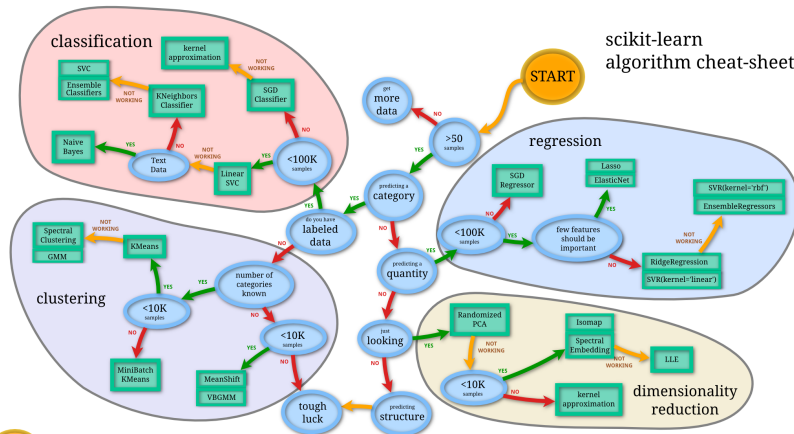 scikit-learn
algorithm cheat-sheet
START
get
more
data
NO
>50
samples
YES
predicting a
category
YES
NO
do you have
labeled
data
YES
NO
predicting a
quantity
YES
NO
just
looking
YES
NO
predicting
structure
tough
luck
classification
kernel
approximation
NOT
WORKING
SGD
Classifier
NO
<100K
samples
YES
Linear
SVC
NOT
WORKING
Text
Data
YES
Naive
Bayes
NO
KNeighbors
Classifier
NOT
WORKING
SVC
Ensemble
Classifiers
regression
<100K
samples
NO
SGD
Regressor
YES
few features
should be
important
YES
Lasso
ElasticNet
NO
RidgeRegression
SVR(kernel='linear')
NOT
WORKING
SVR(kernel='rbf')
EnsembleRegressors
clustering
number of
categories
known
YES
NO
<10K
samples
YES
KMeans
NOT
WORKING
Spectral
Clustering
GMM
NO
MiniBatch
KMeans
<10K
samples
YES
MeanShift
VBGMM
NO
dimensionality
reduction
Randomized
PCA
NOT
WORKING
<10K
samples
YES
Isomap
Spectral
Embedding
NOT
WORKING
LLE
NO
kernel
approximation